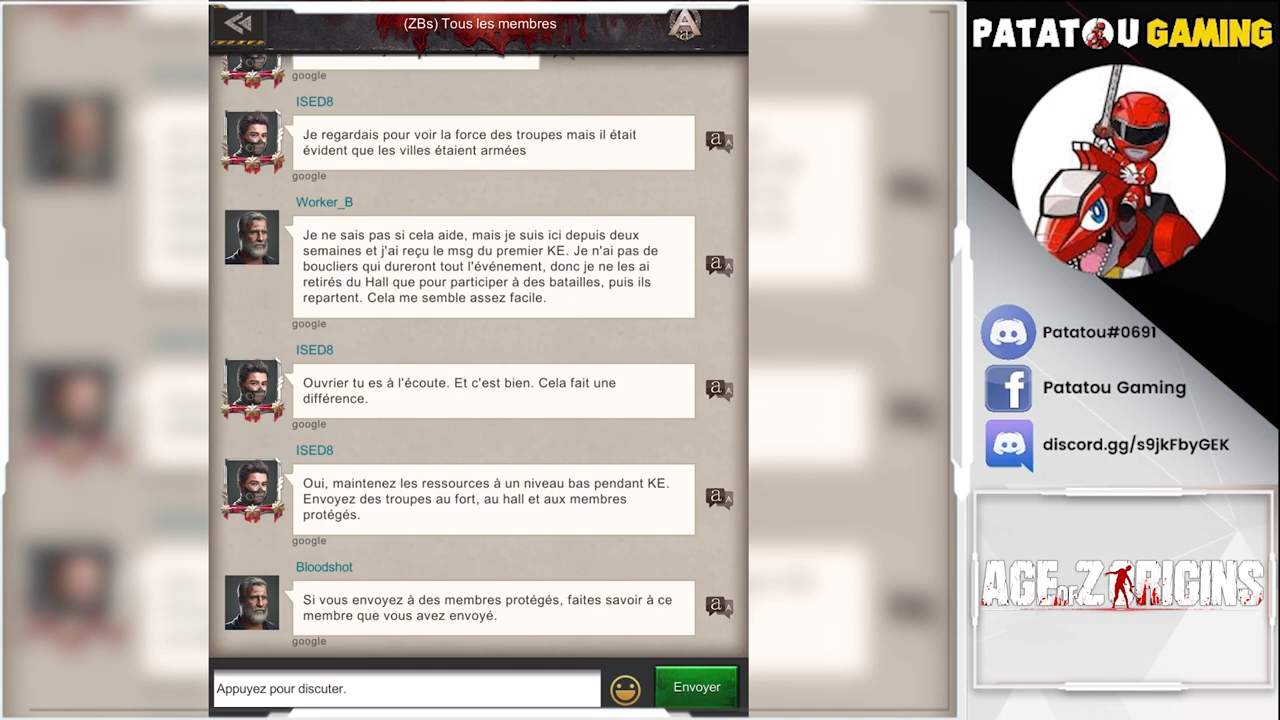 (ZBs) Tous les membres
google
ISED8
Je regardais pour voir la force des troupes mais il était
évident que les villes étaient armées
google
Worker_B
Je ne sais pas si cela aide, mais je suis ici depuis deux
semaines et j'ai reçu le msg du premier KE. Je n'ai pas de
boucliers qui dureront tout l'événement, donc je ne les ai
retirés du Hall que pour participer à des batailles, puis ils
repartent. Cela me semble assez facile.
google
ISED8
Ouvrier tu es à l'écoute. Et c'est bien. Cela fait une
différence.
google
ISED8
Oui, maintenez les ressources à un niveau bas pendant KE.
Envoyez des troupes au fort, au hall et aux membres
protégés.
google
Bloodshot
Si vous envoyez à des membres protégés, faites savoir à ce
membre que vous avez envoyé.
google
Appuyez pour discuter.
Envoyer
PATATOU GAMING
Patatou#0691
Patatou Gaming
discord.gg/s9jkFbyGEK
AGE OF Z ORIGINS